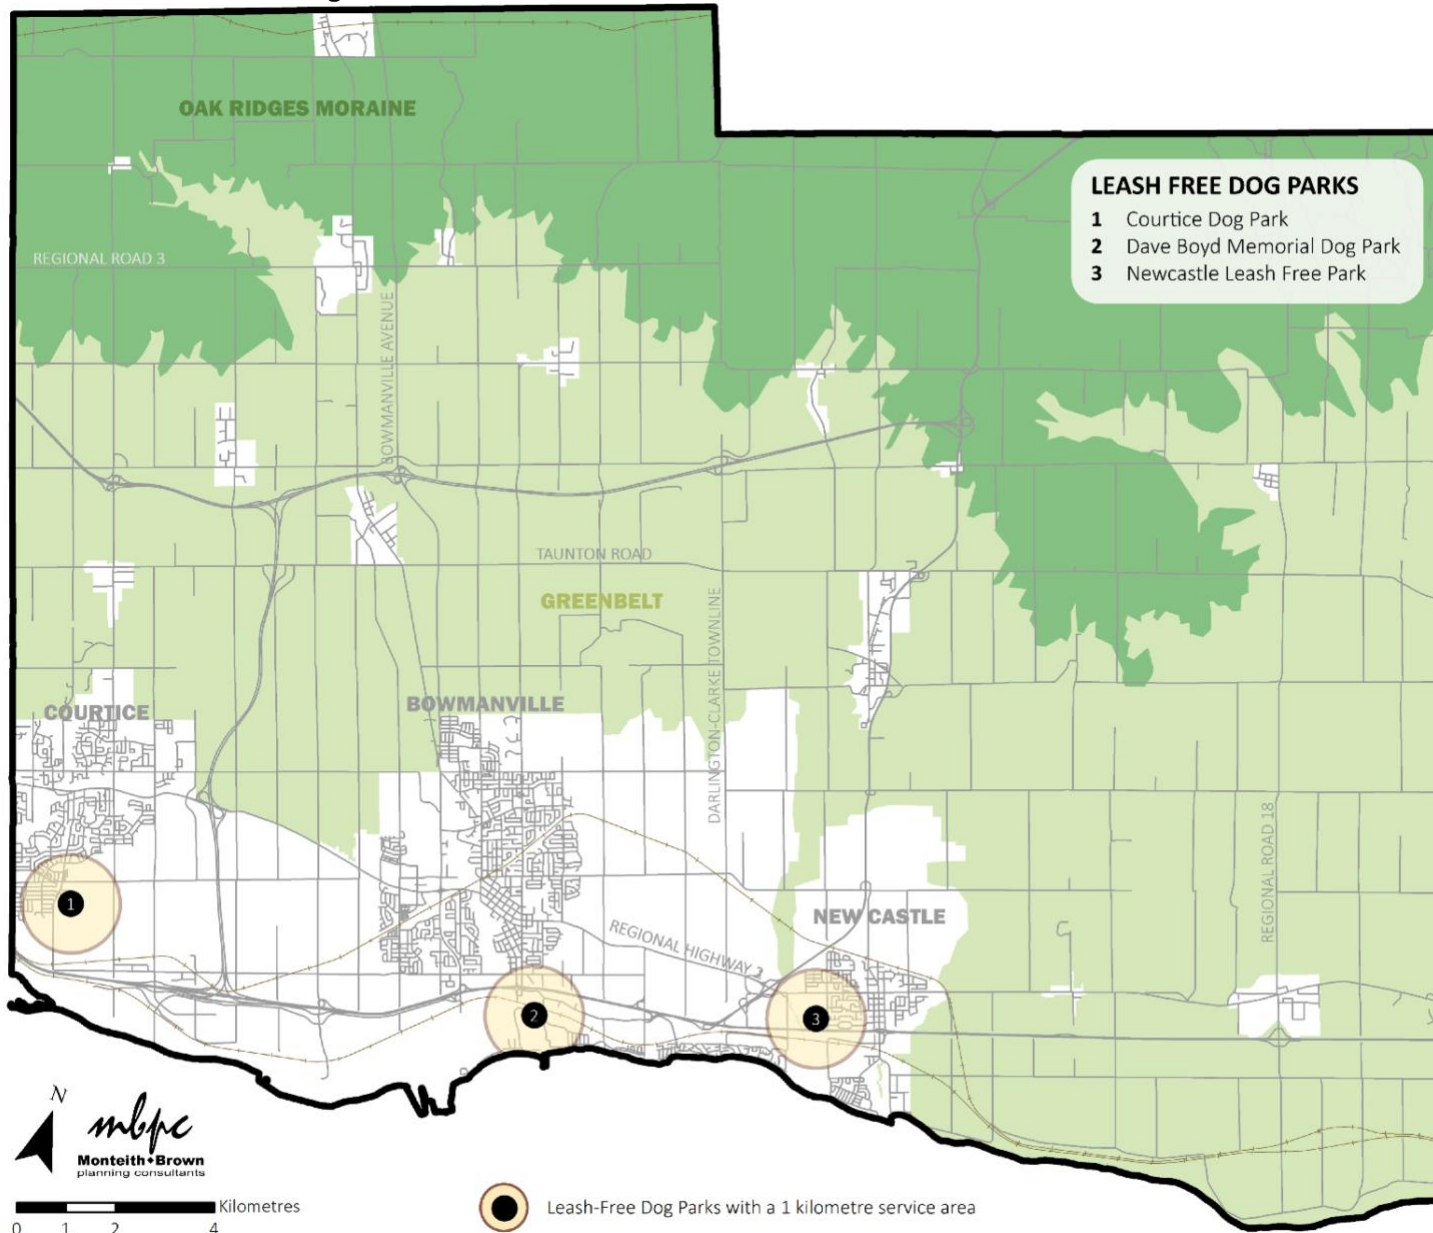 OAK RIDGES MORAINE
LEASH FREE DOG PARKS
1 Courtice Dog Park
2 Dave Boyd Memorial Dog Park
3 Newcastle Leash Free Park
REGIONAL ROAD 3
BOWMANVILLE AVENUE
TAUNTON ROAD
GREENBELT
DARLINGTON-CLARKE TOWNLINE
COURTICE
BOWMANVILLE
REGIONAL ROAD 18
1
NEW CASTLE
REGIONAL HIGHWAY 2
2
3
N
mbpc
Monteith Brown
planning consultants
Kilometres
0 1 2 4
Leash-Free Dog Parks with a 1 kilometre service area